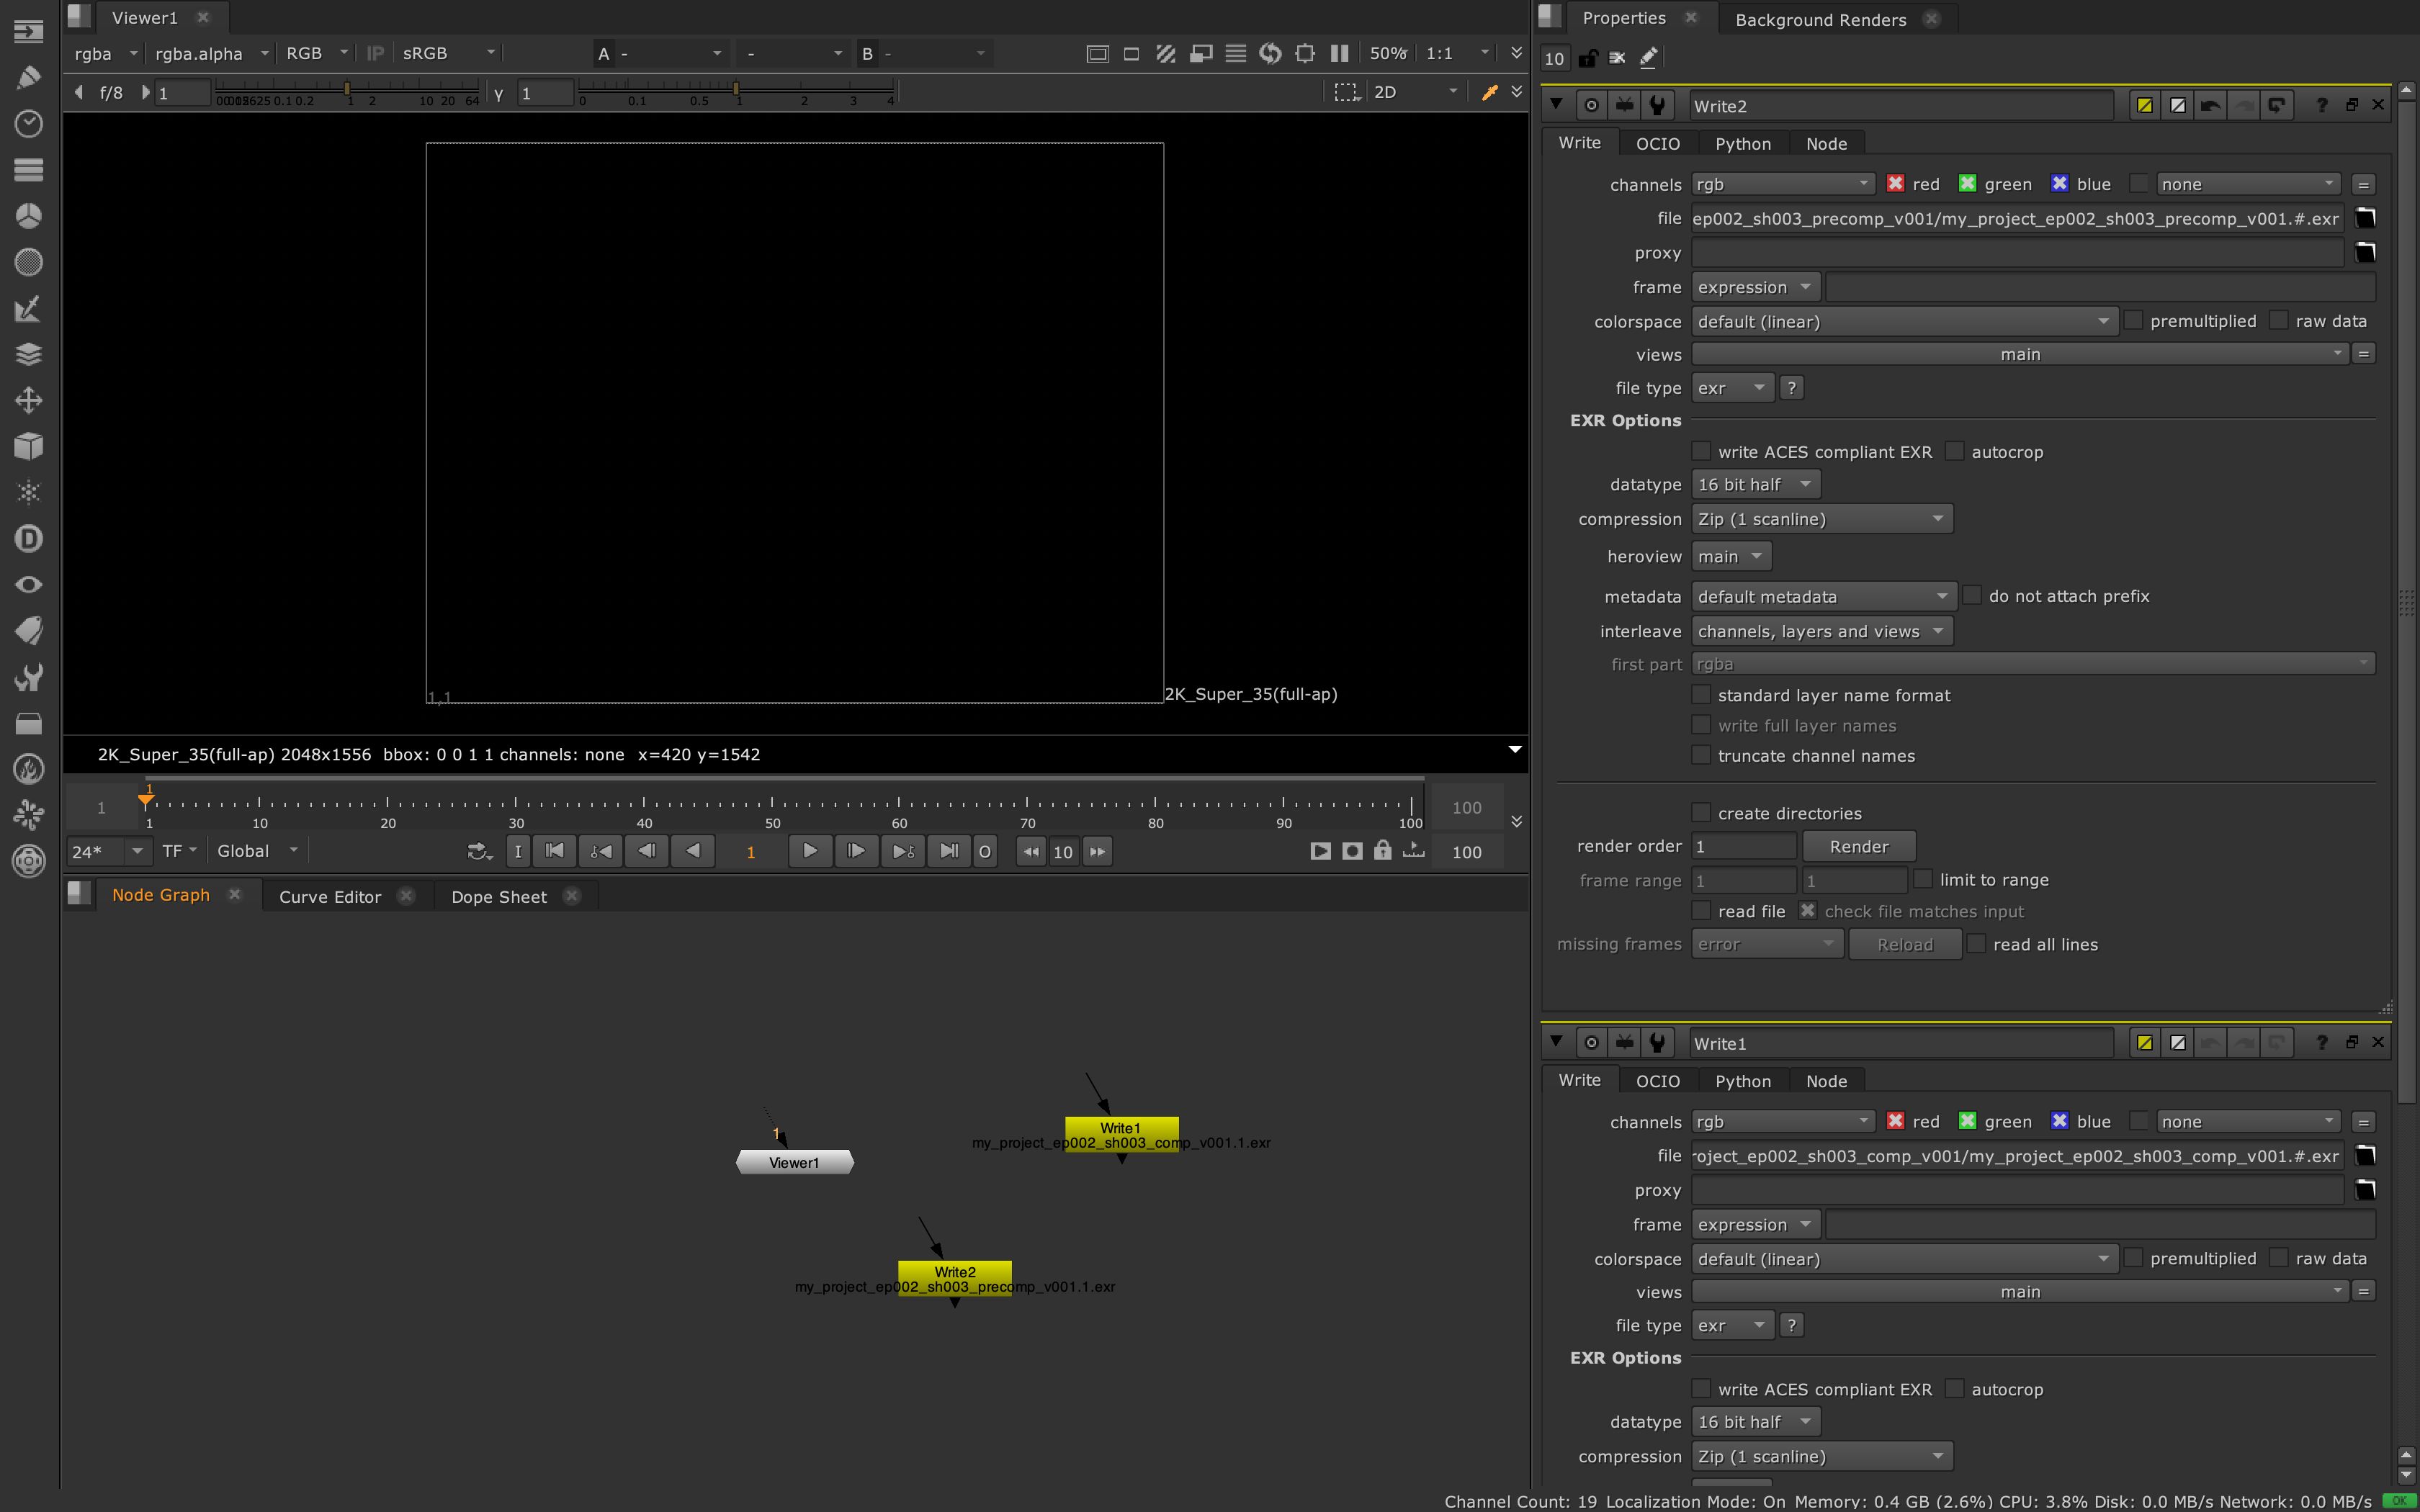 Viewer1
rgba rgba.alpha RGB IP sRGB A - - B - 50% 1:1
f/8 1 0.1 0.2 1 2 10 20 64 γ 1 0 0.1 0.5 1 2 3 4 2D
1,1
2K_Super_35(full-ap)
2K_Super_35(full-ap) 2048x1556 bbox: 0 0 1 1 channels: none x=420 y=1542
1 1 100
1 10 20 30 40 50 60 70 80 90 100
24* TF Global I 1 O 10 100
Node Graph Curve Editor Dope Sheet
1
Viewer1
Write1
my_project_ep002_sh003_comp_v001.1.exr
Write2
my_project_ep002_sh003_precomp_v001.1.exr
Properties Background Renders
10
Write2 ?
Write OCIO Python Node
channels rgb red green blue none =
file ep002_sh003_precomp_v001/my_project_ep002_sh003_precomp_v001.#.exr
proxy
frame expression
colorspace default (linear) premultiplied raw data
views main =
file type exr ?
EXR Options
write ACES compliant EXR autocrop
datatype 16 bit half
compression Zip (1 scanline)
heroview main
metadata default metadata do not attach prefix
interleave channels, layers and views
first part rgba
standard layer name format
write full layer names
truncate channel names
create directories
render order 1 Render
frame range 1 1 limit to range
read file check file matches input
missing frames error Reload read all lines
Write1 ?
Write OCIO Python Node
channels rgb red green blue none =
file roject_ep002_sh003_comp_v001/my_project_ep002_sh003_comp_v001.#.exr
proxy
frame expression
colorspace default (linear) premultiplied raw data
views main =
file type exr ?
EXR Options
write ACES compliant EXR autocrop
datatype 16 bit half
compression Zip (1 scanline)
Channel Count: 19 Localization Mode: On Memory: 0.4 GB (2.6%) CPU: 3.8% Disk: 0.0 MB/s Network: 0.0 MB/s OK